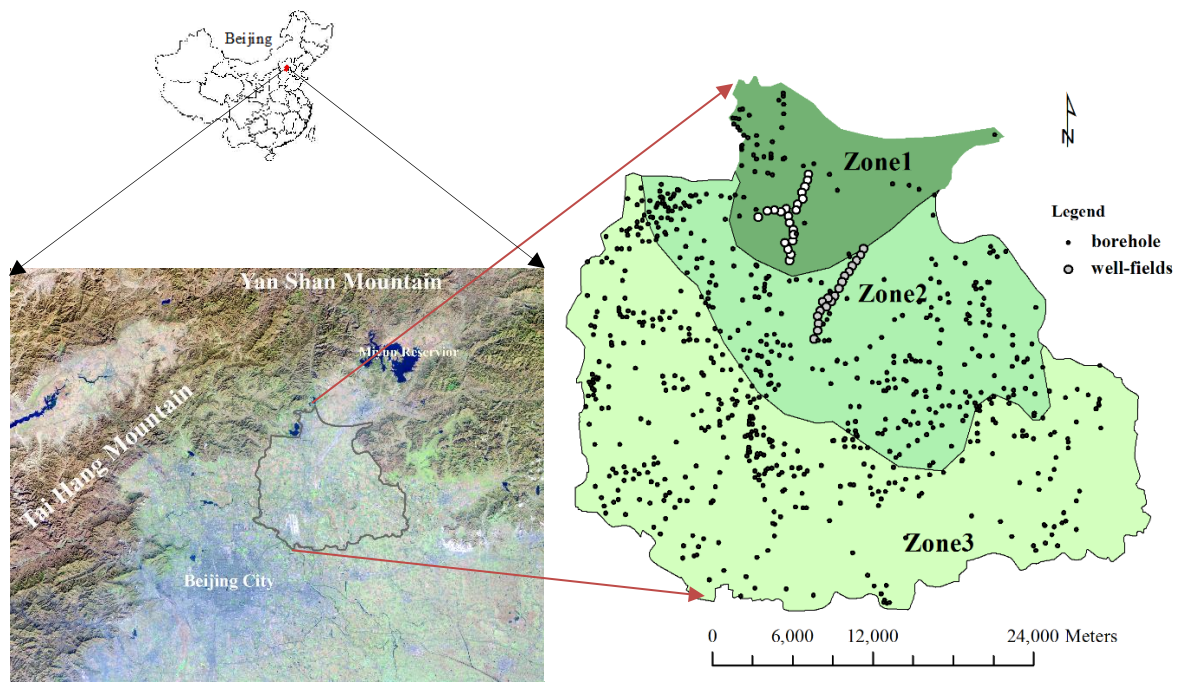 Beijing
Yan Shan Mountain
Miyun Reservior
Tai Hang Mountain
Beijing City
Zone1
Zone2
Zone3
N
Legend
borehole
well-fields
0 6,000 12,000 24,000 Meters